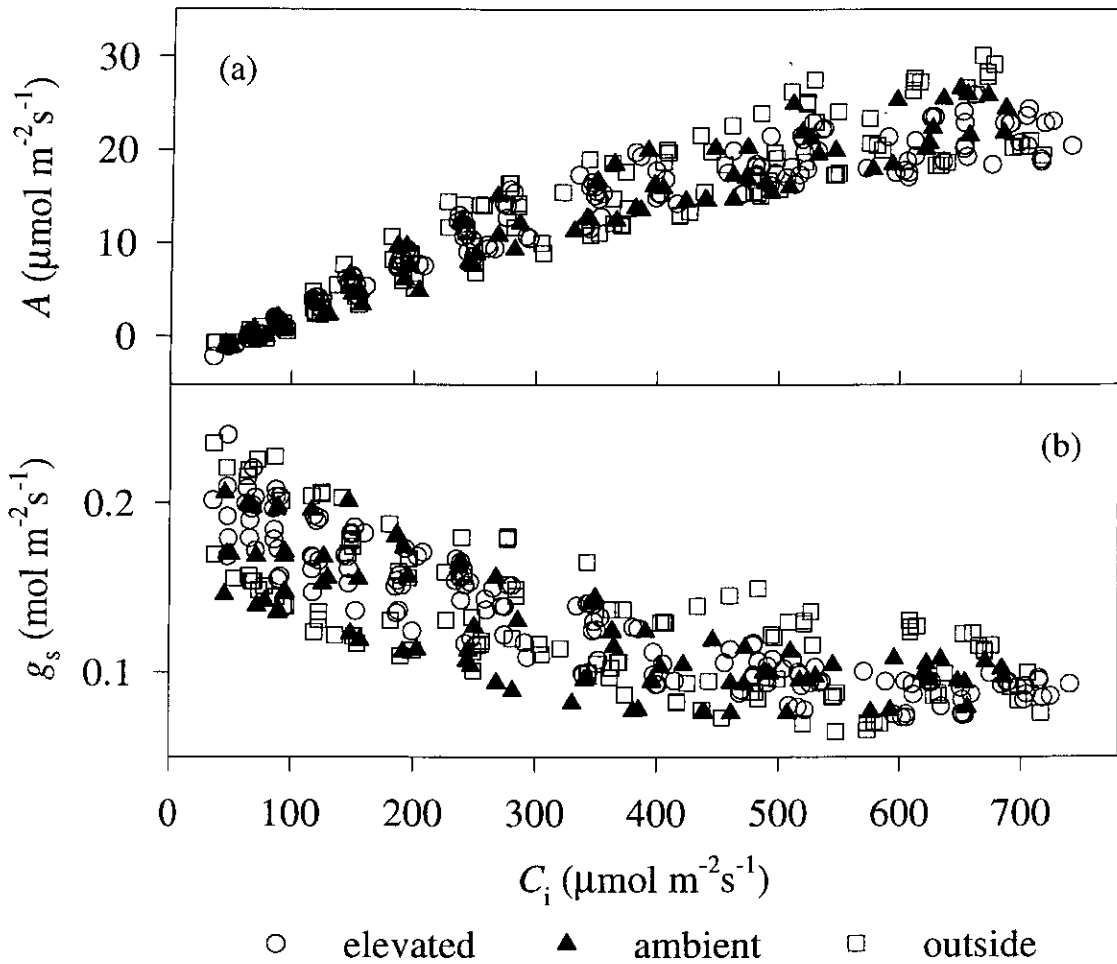 30
20
10
0
A (μmol m⁻²s⁻¹)
(a)
0.2
0.1
gₛ (mol m⁻²s⁻¹)
(b)
0 100 200 300 400 500 600 700
Cᵢ (μmol m⁻²s⁻¹)
elevated ambient outside